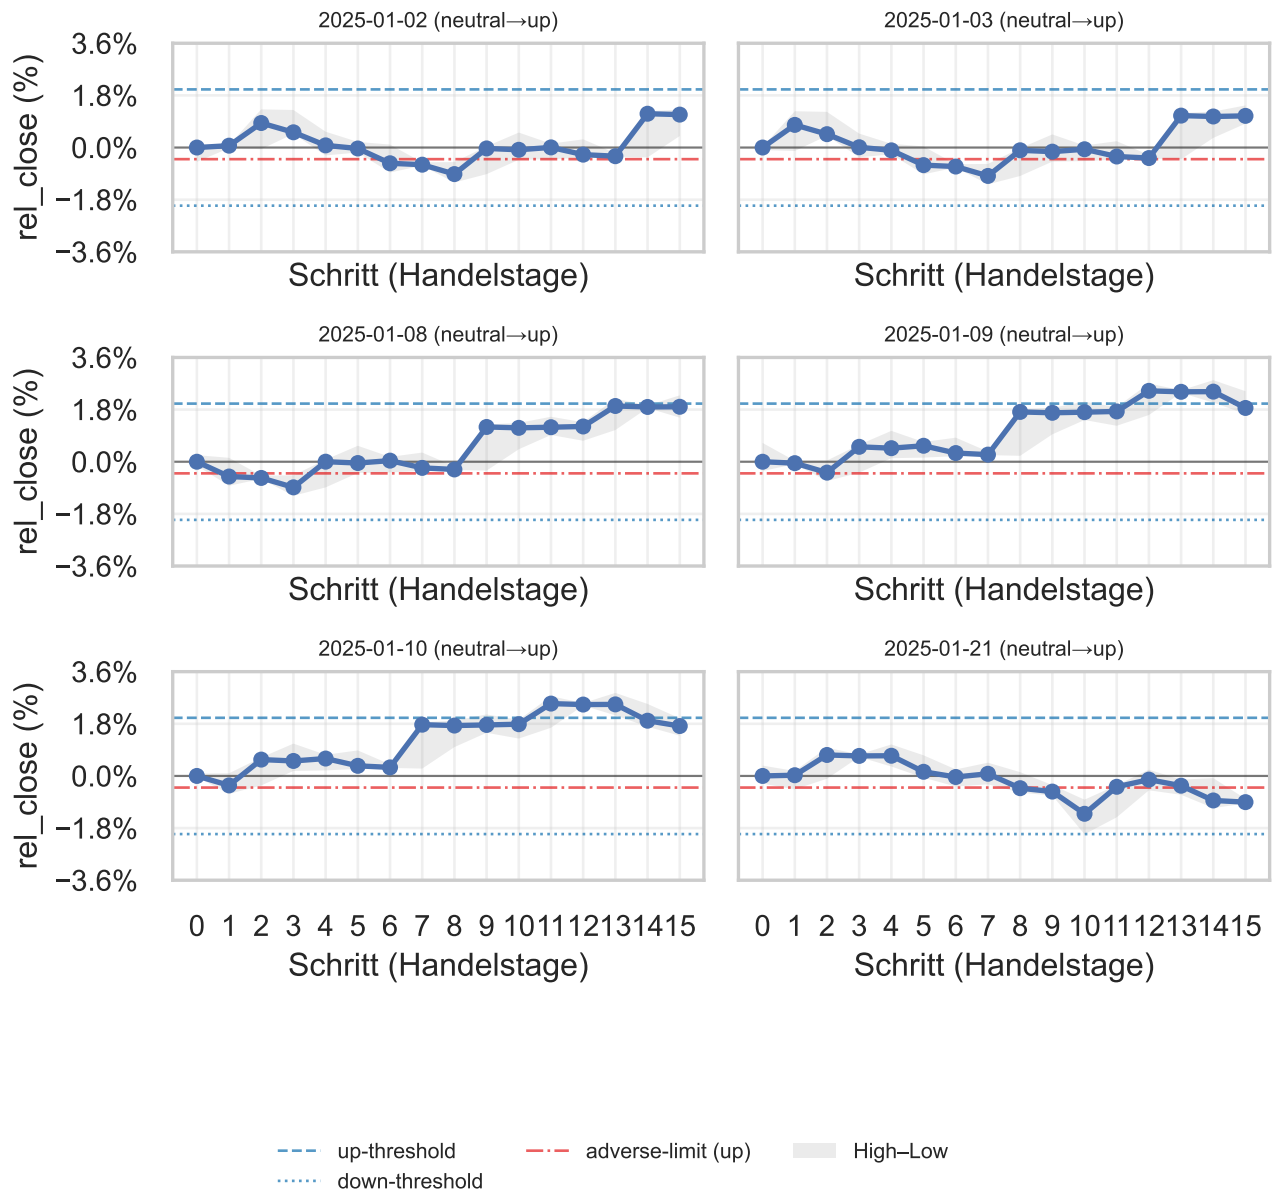 2025-01-02 (neutral→up)
2025-01-03 (neutral→up)
rel_close (%)
3.6%
1.8%
0.0%
−1.8%
−3.6%
Schritt (Handelstage)
Schritt (Handelstage)
2025-01-08 (neutral→up)
2025-01-09 (neutral→up)
rel_close (%)
3.6%
1.8%
0.0%
−1.8%
−3.6%
Schritt (Handelstage)
Schritt (Handelstage)
2025-01-10 (neutral→up)
2025-01-21 (neutral→up)
rel_close (%)
3.6%
1.8%
0.0%
−1.8%
−3.6%
0 1 2 3 4 5 6 7 8 9 10 11 12 13 14 15
0 1 2 3 4 5 6 7 8 9 10 11 12 13 14 15
Schritt (Handelstage)
Schritt (Handelstage)
up-threshold
adverse-limit (up)
High–Low
down-threshold